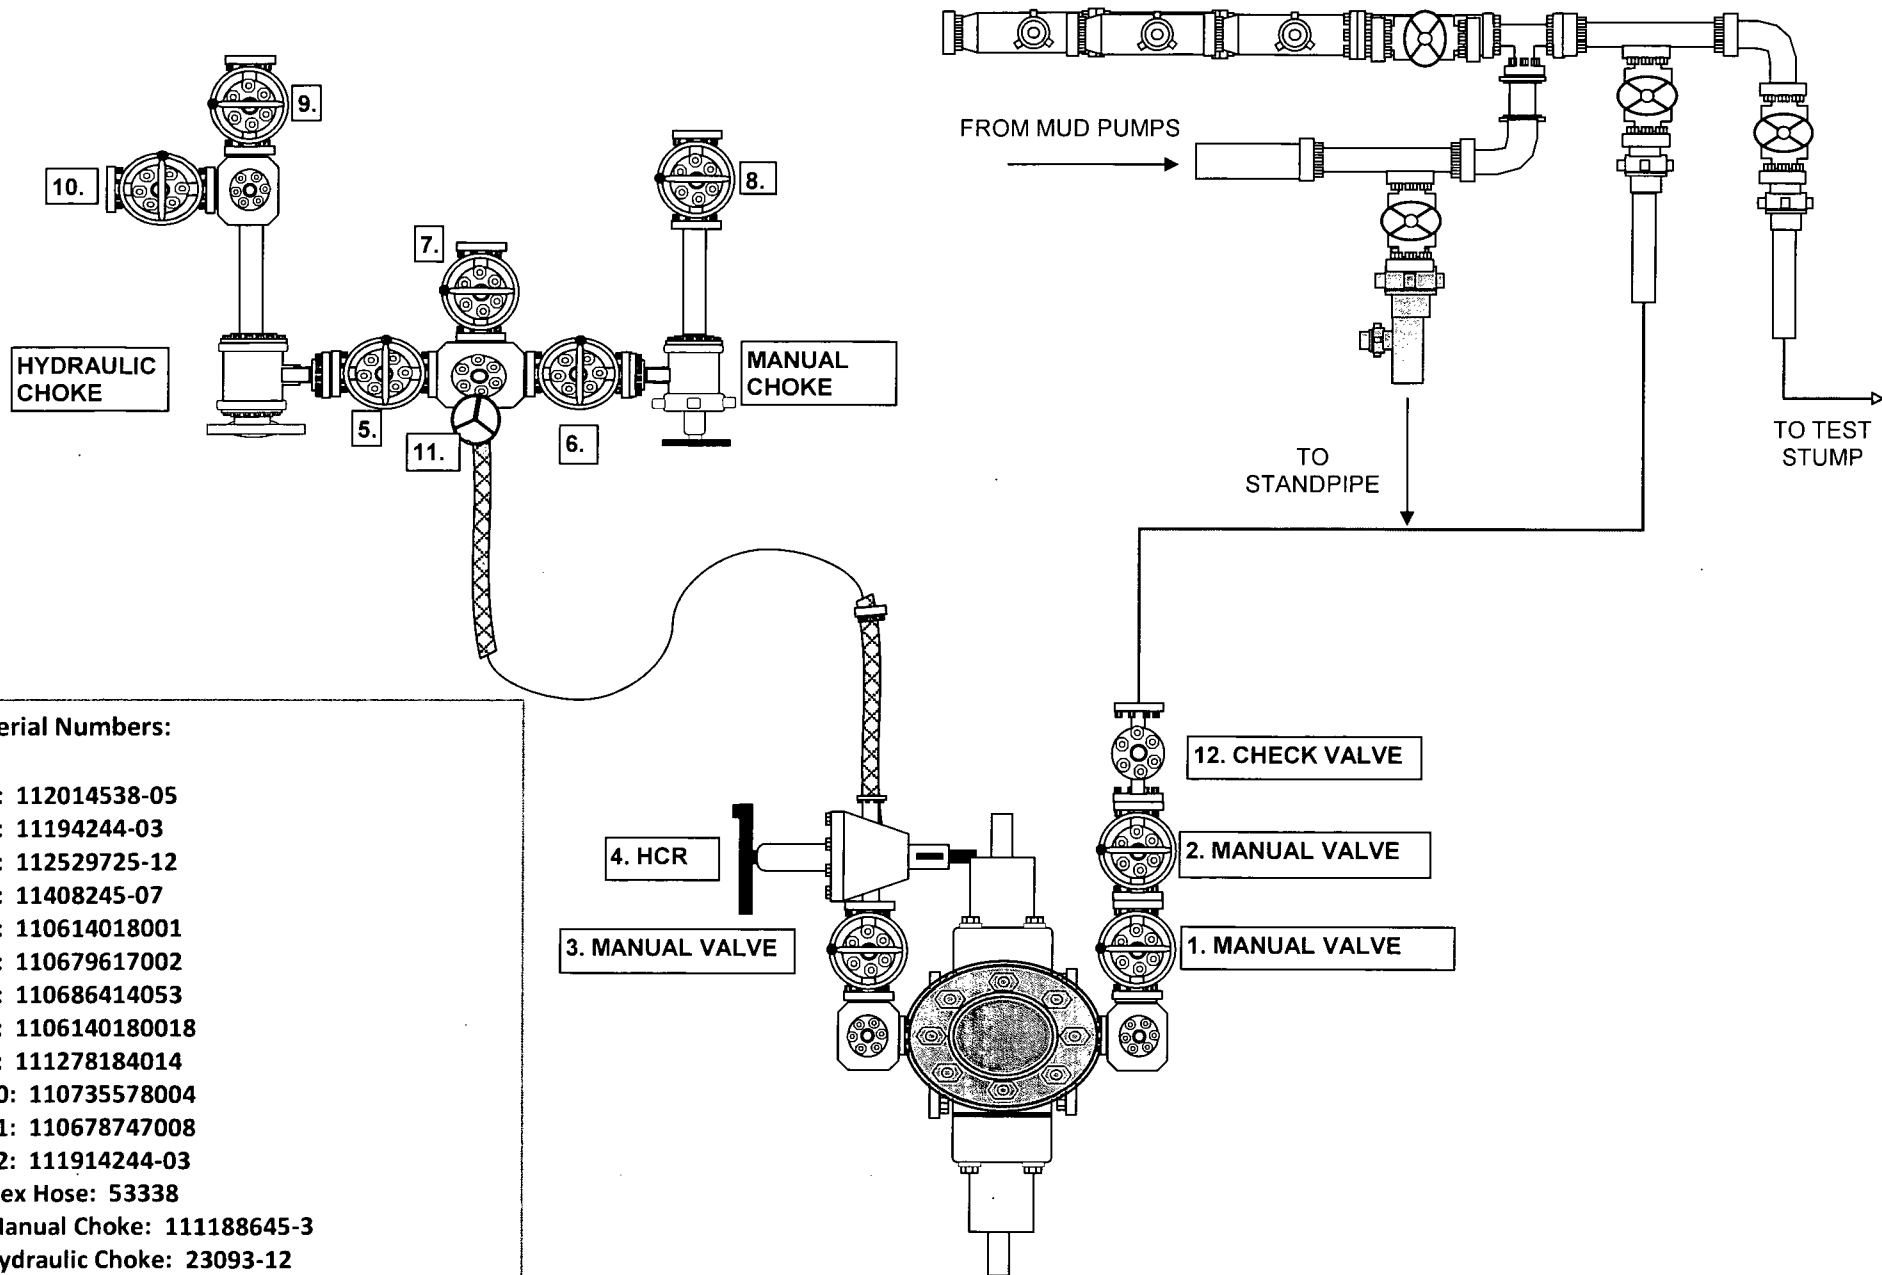 9.
10.
8.
7.
FROM MUD PUMPS
HYDRAULIC
CHOKE
MANUAL
CHOKE
5.
11.
6.
TO
STANDPIPE
TO TEST
STUMP
erial Numbers:
: 112014538-05
: 11194244-03
: 112529725-12
: 11408245-07
: 110614018001
: 110679617002
: 110686414053
: 1106140180018
: 111278184014
0: 110735578004
1: 110678747008
2: 111914244-03
ex Hose: 53338
Manual Choke: 111188645-3
ydraulic Choke: 23093-12
12. CHECK VALVE
4. HCR
2. MANUAL VALVE
3. MANUAL VALVE
1. MANUAL VALVE